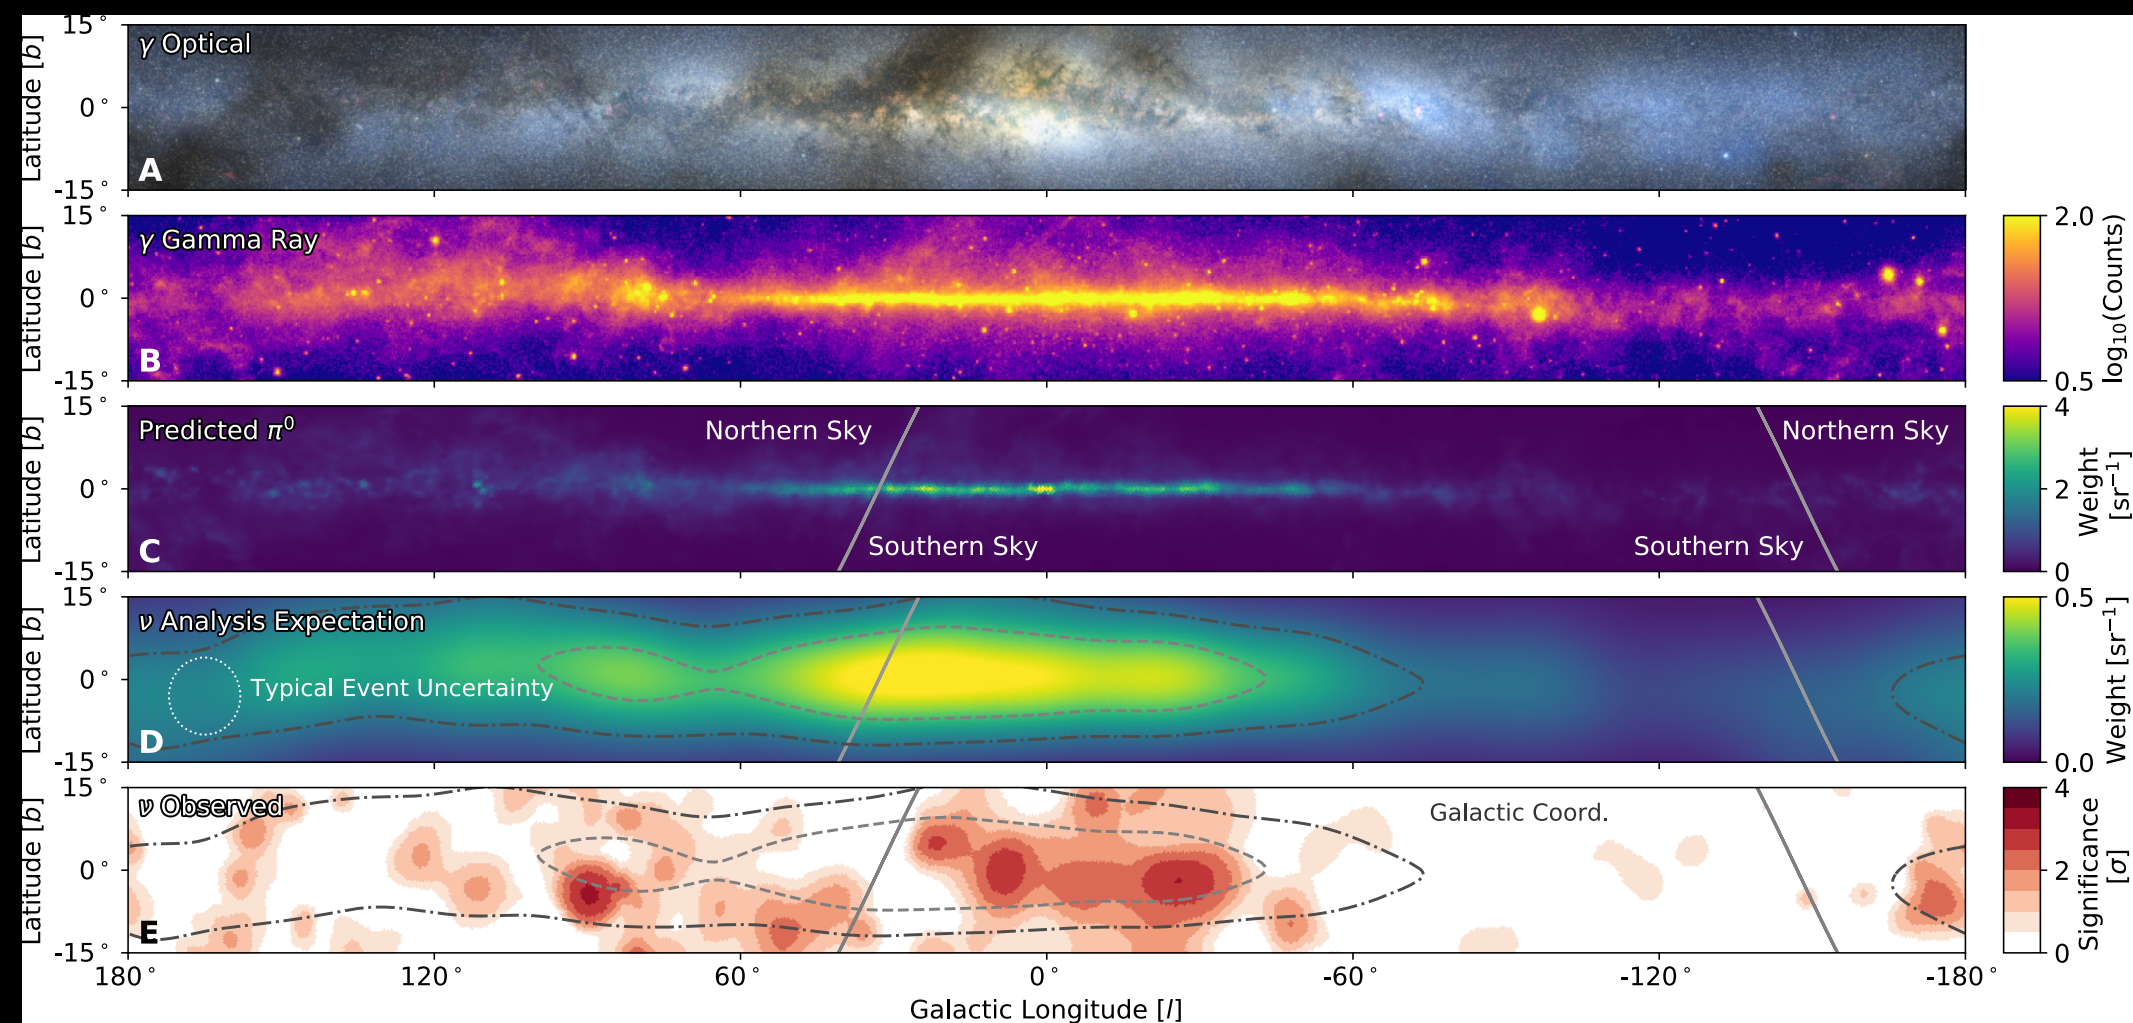 15°
γ Optical
Latitude [b]
0°
A
-15°
15°
γ Gamma Ray
Latitude [b]
0°
B
-15°
2.0
log₁₀(Counts)
0.5
15°
Predicted π⁰
Northern Sky
Northern Sky
Latitude [b]
0°
Southern Sky
Southern Sky
C
-15°
4
2
0
Weight
[sr⁻¹]
15°
ν Analysis Expectation
Latitude [b]
0°
Typical Event Uncertainty
D
-15°
0.5
Weight [sr⁻¹]
0.0
15°
ν Observed
Galactic Coord.
Latitude [b]
0°
E
-15°
4
2
0
Significance
[σ]
180° 120° 60° 0° -60° -120° -180°
Galactic Longitude [l]